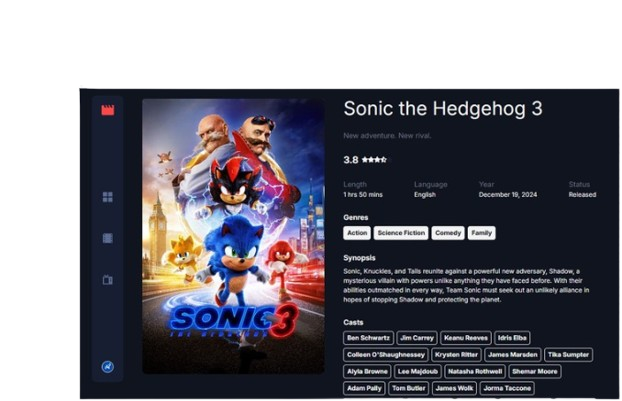 Sonic the Hedgehog 3
New adventure. New rival.
3.8
Length Language Year Status
1 hrs 50 mins English December 19, 2024 Released
Genres
Action Science Fiction Comedy Family
Synopsis
Sonic, Knuckles, and Tails reunite against a powerful new adversary, Shadow, a
mysterious villain with powers unlike anything they have faced before. With their
abilities outmatched in every way, Team Sonic must seek out an unlikely alliance in
hopes of stopping Shadow and protecting the planet.
Casts
Ben Schwartz Jim Carrey Keanu Reeves Idris Elba
Colleen O'Shaughnessey Krysten Ritter James Marsden Tika Sumpter
Alyla Browne Lee Majdoub Natasha Rothwell Shemar Moore
Adam Pally Tom Butler James Wolk Jorma Taccone
SONIC 3
THE HEDGEHOG